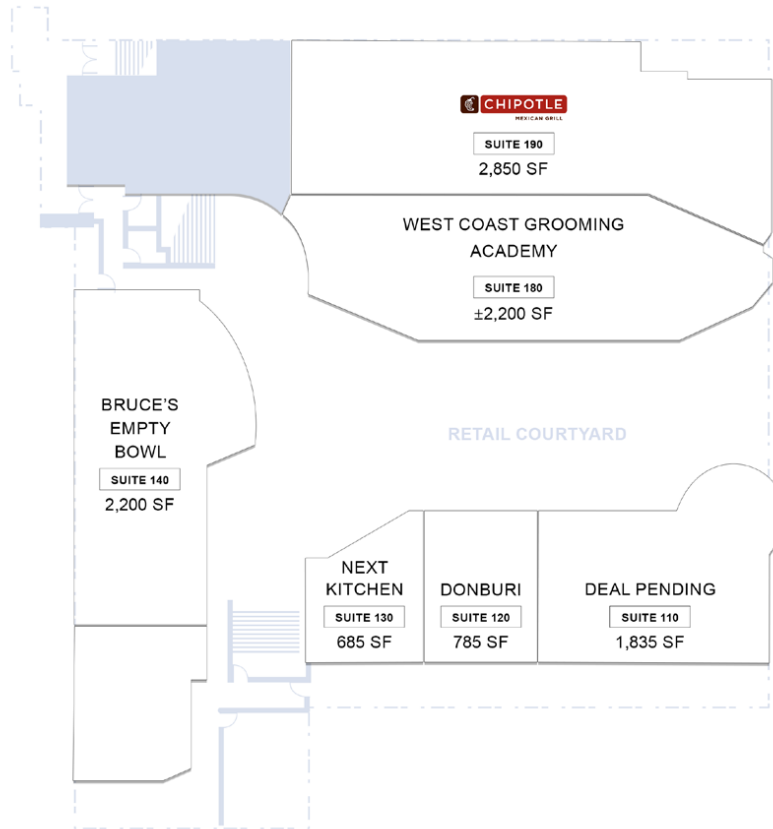 CHIPOTLE
MEXICAN GRILL
SUITE 190
2,850 SF
WEST COAST GROOMING
ACADEMY
SUITE 180
±2,200 SF
BRUCE'S
EMPTY
BOWL
SUITE 140
2,200 SF
RETAIL COURTYARD
NEXT
KITCHEN
SUITE 130
685 SF
DONBURI
SUITE 120
785 SF
DEAL PENDING
SUITE 110
1,835 SF